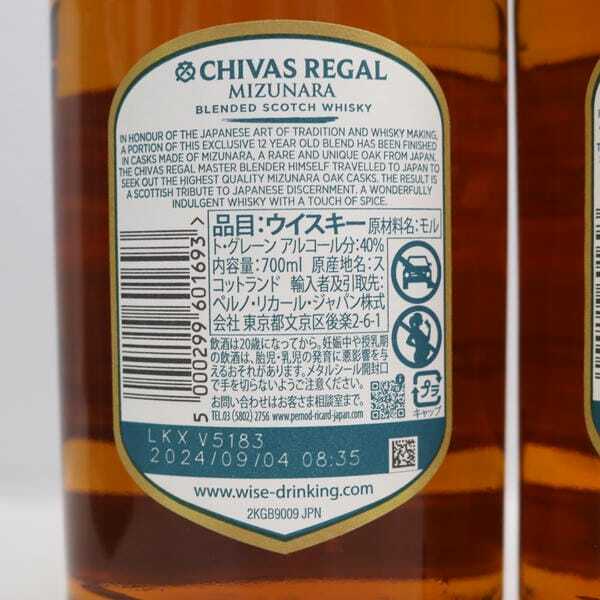 CHIVAS REGAL
MIZUNARA
BLENDED SCOTCH WHISKY
IN HONOUR OF THE JAPANESE ART OF TRADITION AND WHISKY MAKING,
A PORTION OF THIS EXCLUSIVE 12 YEAR OLD BLEND HAS BEEN FINISHED
IN CASKS MADE OF MIZUNARA, A RARE AND UNIQUE OAK FROM JAPAN.
THE CHIVAS REGAL MASTER BLENDER HIMSELF TRAVELLED TO JAPAN TO
SEEK OUT THE HIGHEST QUALITY MIZUNARA OAK CASKS. THE RESULT IS
A SCOTTISH TRIBUTE TO JAPANESE DISCERNMENT. A WONDERFULLY
INDULGENT WHISKY WITH A TOUCH OF SPICE.
品目:ウイスキー 原材料名:モル
ト・グレーン アルコール分:40%
内容量:700ml 原産地名:ス
コットランド 輸入者及引取先:
ペルノ・リカール・ジャパン株式
会社 東京都文京区後楽2-6-1
飲酒は20歳になってから。妊娠中や授乳期
の飲酒は、胎児・乳児の発育に悪影響を与
えるおそれがあります。メタルシール開封口
で手を切らないようご注意ください。
お問い合わせはお客さま相談室まで。
TEL 03 (5802) 2756 www.pernod-ricard-japan.com
プラ
キャップ
5 000299 601693 >
LKX V5183
2024/09/04 08:35
www.wise-drinking.com
2KGB9009 JPN